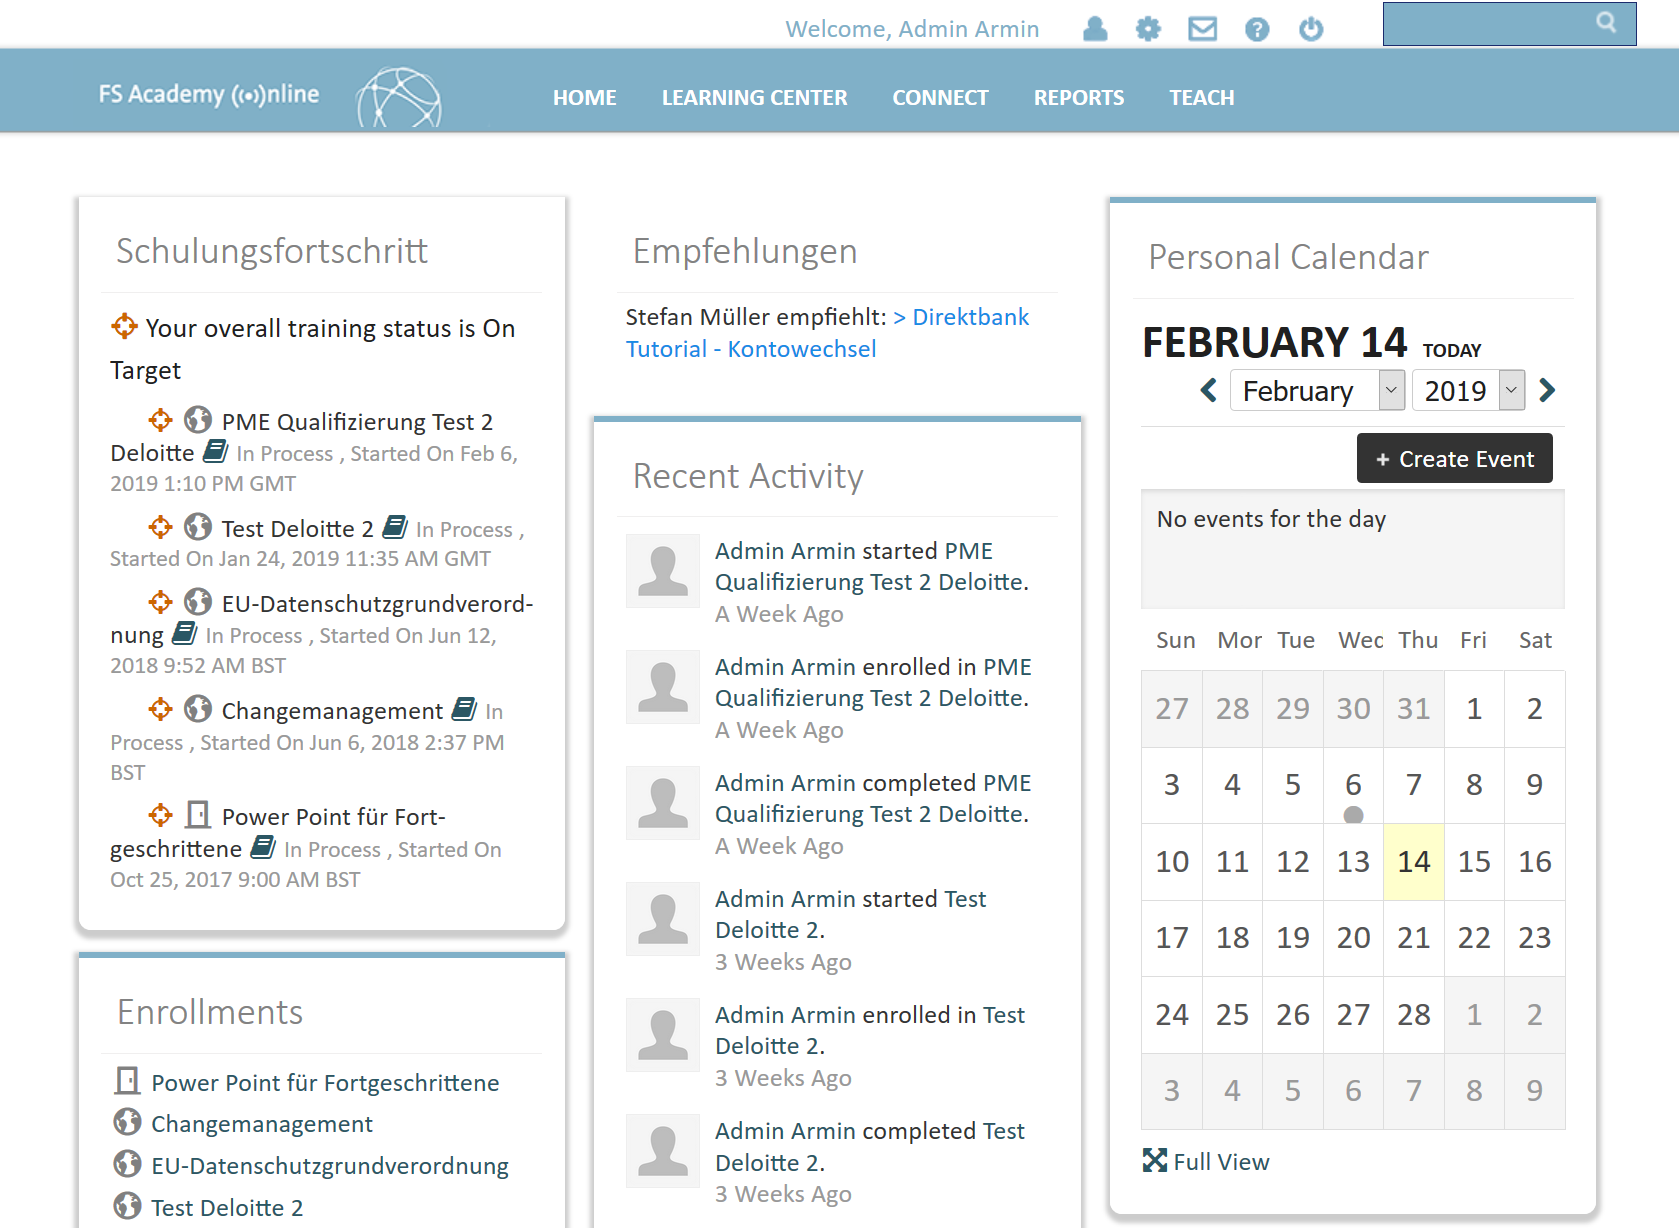 Welcome, Admin Armin
FS Academy ((•))nline
HOME LEARNING CENTER CONNECT REPORTS TEACH
Schulungsfortschritt
Your overall training status is On
Target
PME Qualifizierung Test 2
Deloitte In Process , Started On Feb 6,
2019 1:10 PM GMT
Test Deloitte 2 In Process ,
Started On Jan 24, 2019 11:35 AM GMT
EU-Datenschutzgrundverord-
nung In Process , Started On Jun 12,
2018 9:52 AM BST
Changemanagement In
Process , Started On Jun 6, 2018 2:37 PM
BST
Power Point für Fort-
geschrittene In Process , Started On
Oct 25, 2017 9:00 AM BST
Enrollments
Power Point für Fortgeschrittene
Changemanagement
EU-Datenschutzgrundverordnung
Test Deloitte 2
Empfehlungen
Stefan Müller empfiehlt: > Direktbank
Tutorial - Kontowechsel
Recent Activity
Admin Armin started PME
Qualifizierung Test 2 Deloitte.
A Week Ago
Admin Armin enrolled in PME
Qualifizierung Test 2 Deloitte.
A Week Ago
Admin Armin completed PME
Qualifizierung Test 2 Deloitte.
A Week Ago
Admin Armin started Test
Deloitte 2.
3 Weeks Ago
Admin Armin enrolled in Test
Deloitte 2.
3 Weeks Ago
Admin Armin completed Test
Deloitte 2.
3 Weeks Ago
Personal Calendar
FEBRUARY 14 TODAY
February 2019
+ Create Event
No events for the day
Sun Mon Tue Wed Thu Fri Sat
27 28 29 30 31 1 2
3 4 5 6 7 8 9
10 11 12 13 14 15 16
17 18 19 20 21 22 23
24 25 26 27 28 1 2
3 4 5 6 7 8 9
Full View